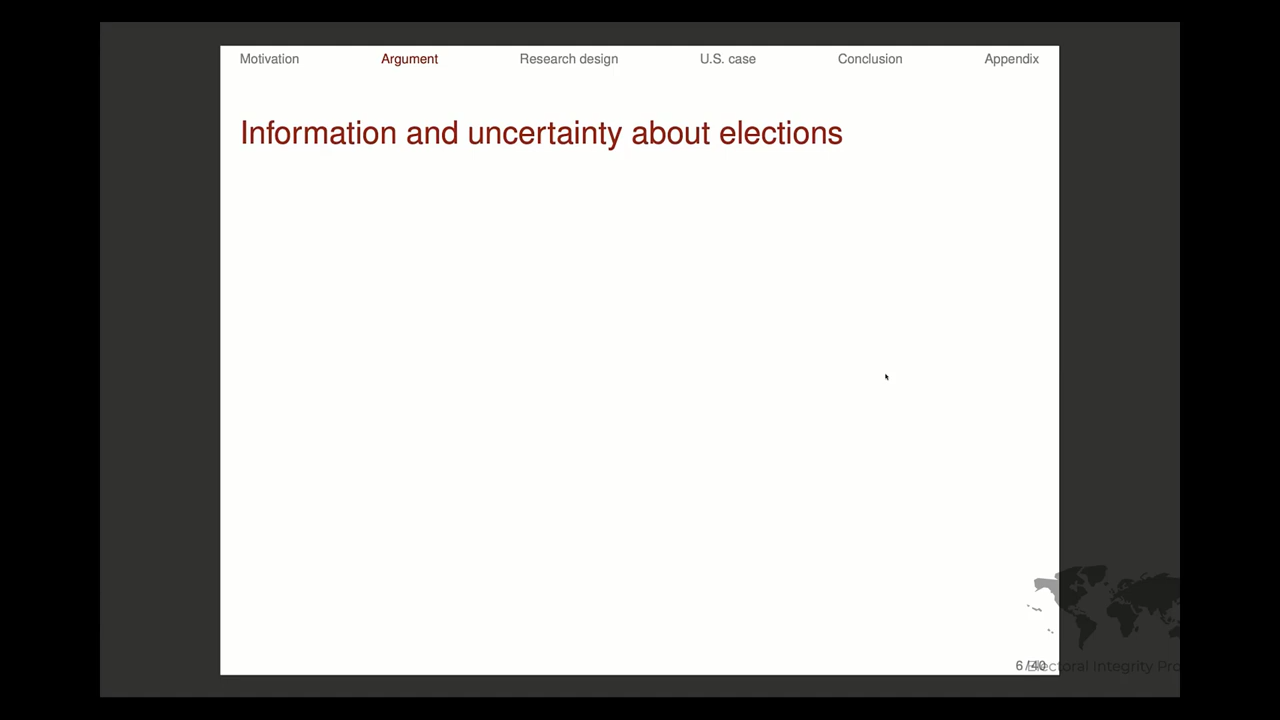 Motivation Argument Research design U.S. case Conclusion Appendix
Information and uncertainty about elections
6 / 40
Electoral Integrity Pro